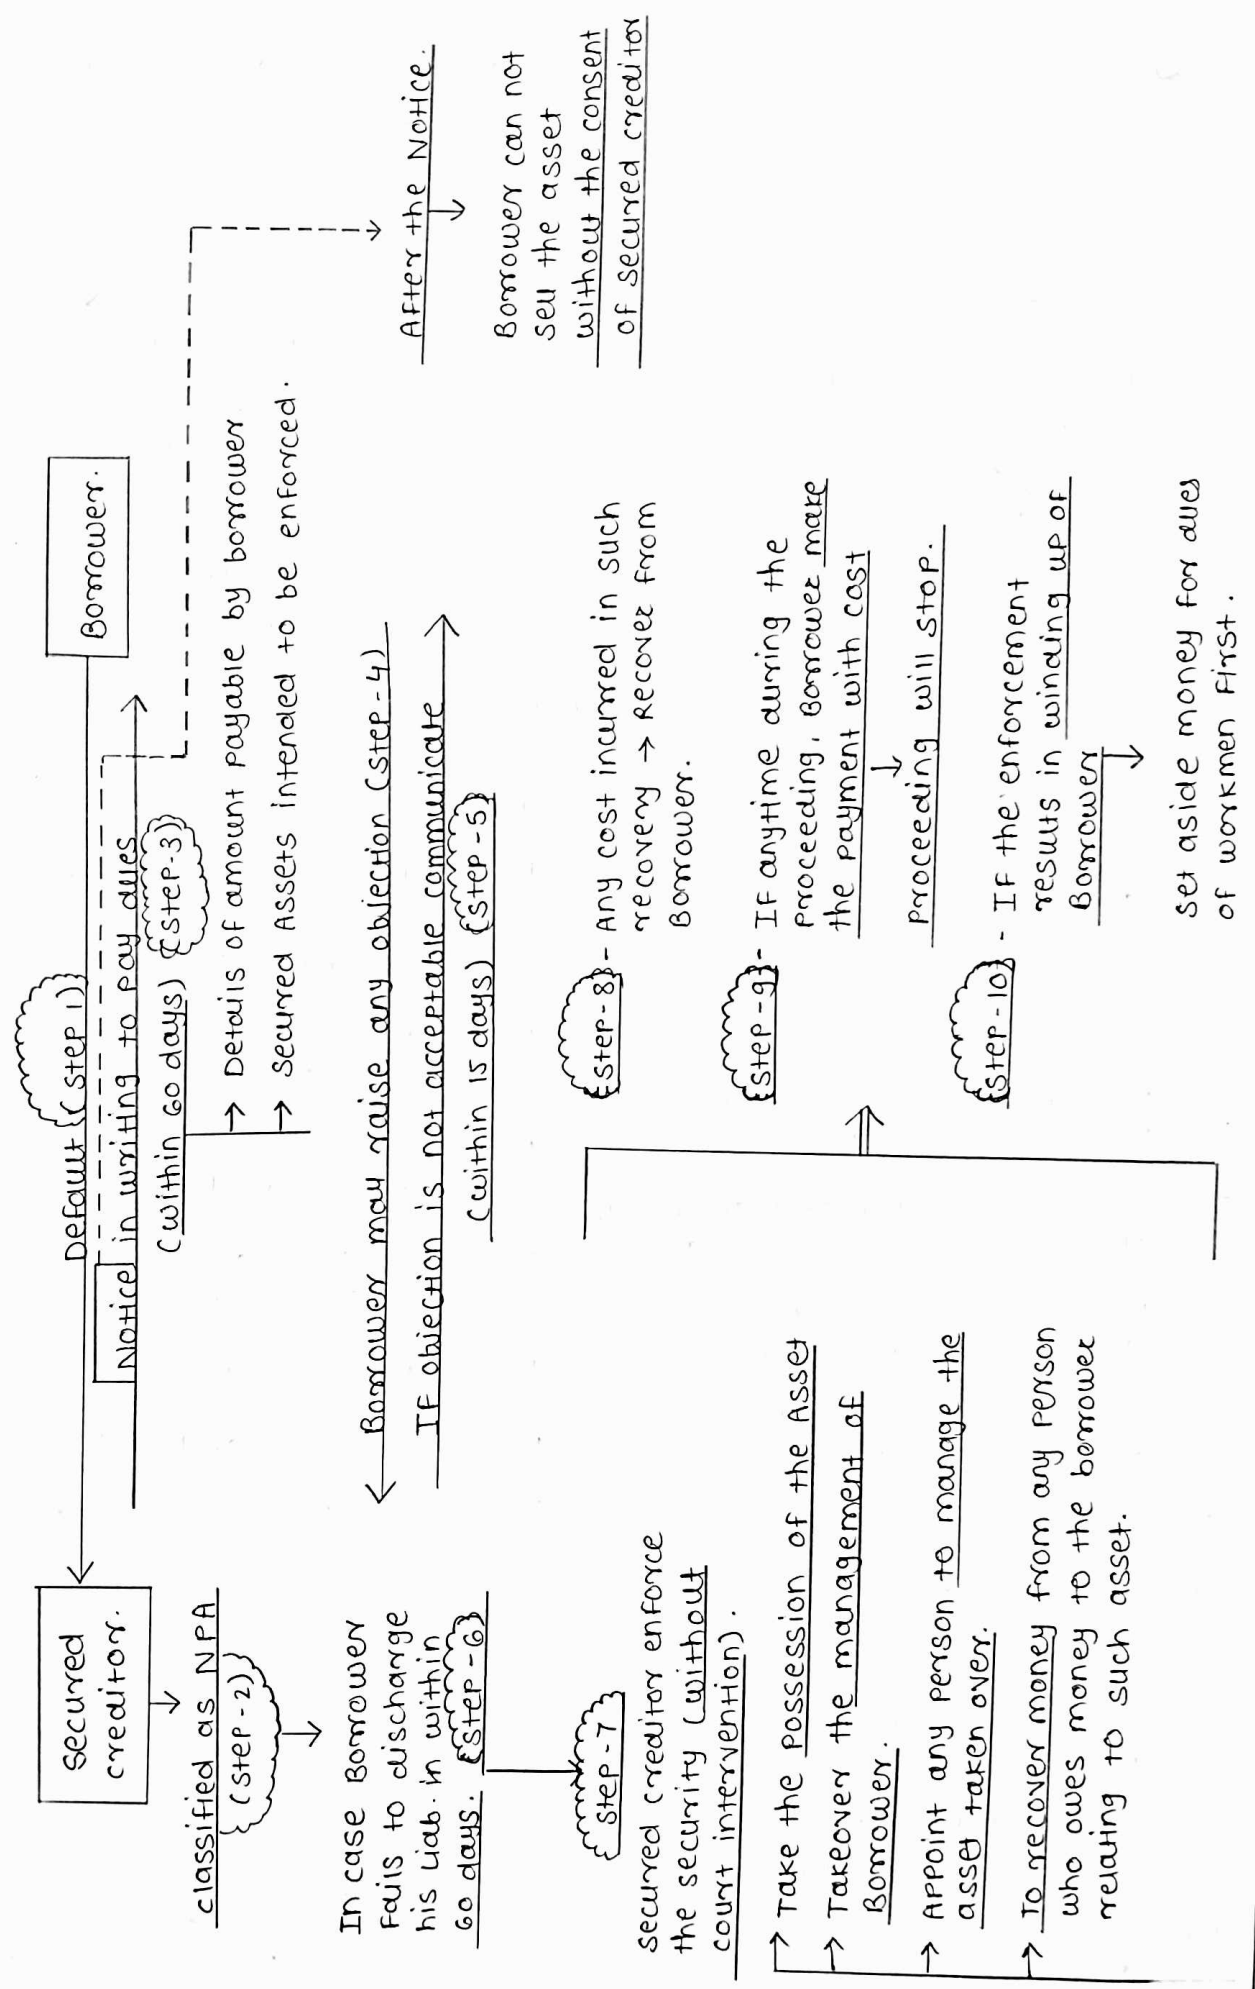 Secured
creditor.
Borrower.
Default (Step 1)
Notice in writing to pay dues
(within 60 days) (Step-3)
→ Details of amount payable by borrower
→ Secured Assets intended to be enforced.
After the Notice.
Borrower can not
sell the asset
without the consent
of secured creditor
classified as NPA
(Step-2)
Borrower may raise any objection (Step-4)
If objection is not acceptable communicate
(within 15 days) (Step-5)
In case Borrower
fails to discharge
his liab. in within
60 days. (Step-6)
Step-7
secured creditor enforce
the security (without
court intervention).
→ Take the Possession of the Asset
→ Takeover the management of
Borrower.
→ Appoint any person to manage the
asset taken over.
→ To recover money from any person
who owes money to the borrower
relating to such asset.
Step-8 - Any cost incurred in such
recovery → Recover from
Borrower.
Step-9 - If anytime during the
proceeding, Borrower make
the payment with cost
Proceeding will stop.
Step-10 - If the enforcement
results in winding up of
Borrower
set aside money for dues
of workmen first.